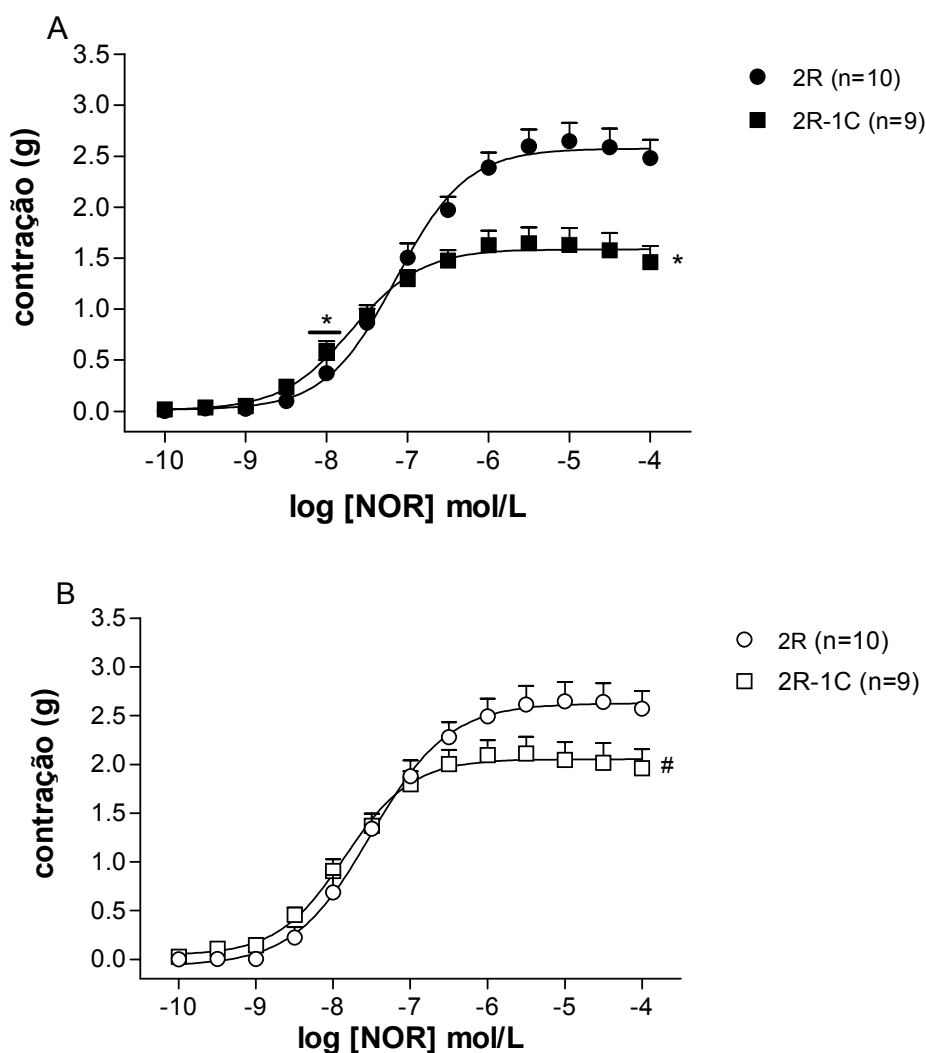 A
3.5
3.0
2.5
2.0
1.5
1.0
0.5
0.0
contração (g)
2R (n=10)
2R-1C (n=9)
*
*
-10 -9 -8 -7 -6 -5 -4
log [NOR] mol/L
B
3.5
3.0
2.5
2.0
1.5
1.0
0.5
0.0
contração (g)
2R (n=10)
2R-1C (n=9)
#
-10 -9 -8 -7 -6 -5 -4
log [NOR] mol/L